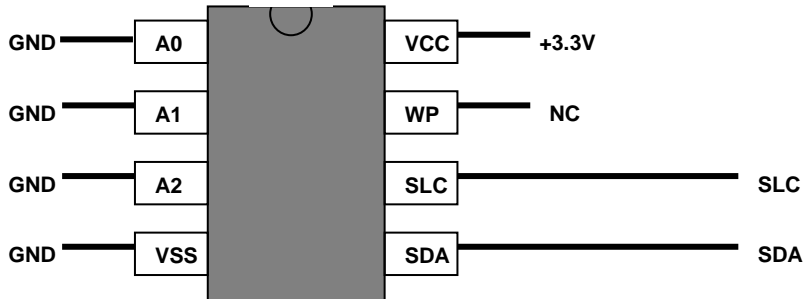 GND A0 VCC +3.3V
GND A1 WP NC
GND A2 SLC SLC
GND VSS SDA SDA